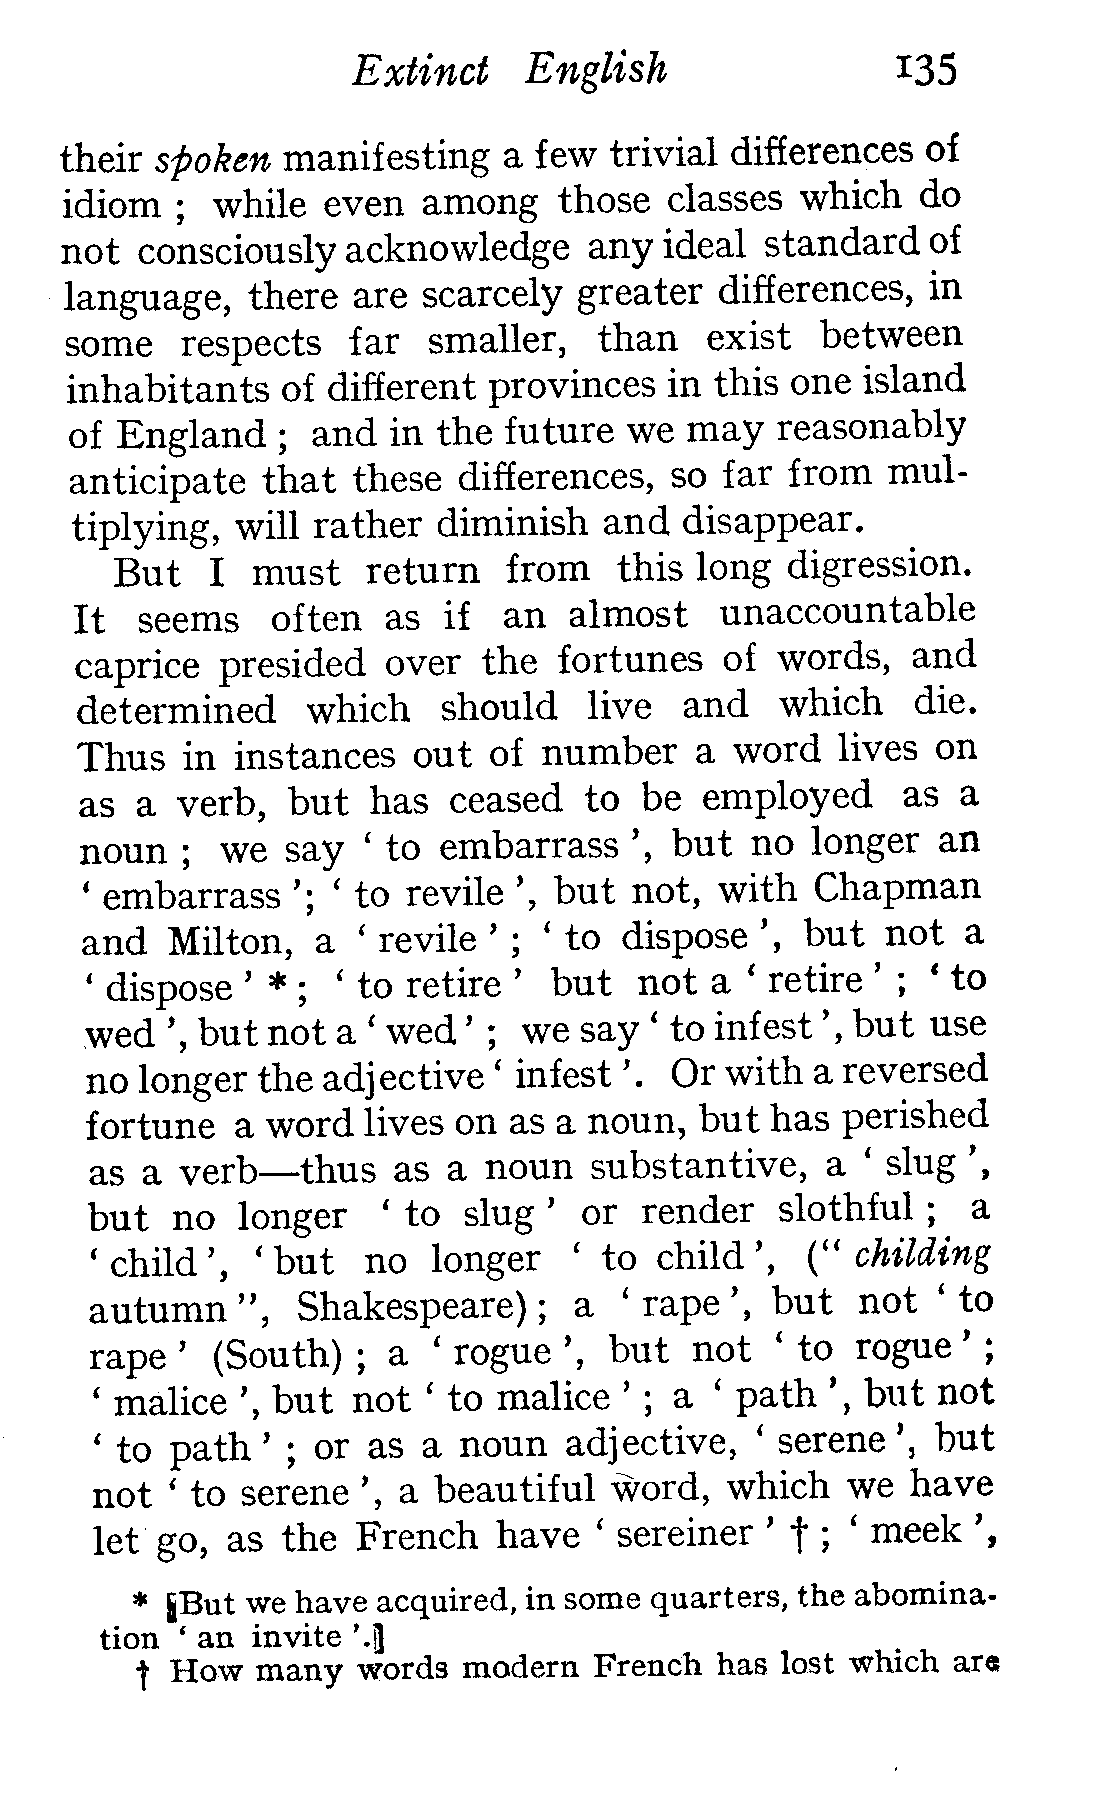 Extinct English 135
their spoken manifesting a few trivial differences of
idiom ; while even among those classes which do
not consciously acknowledge any ideal standard of
language, there are scarcely greater differences, in
some respects far smaller, than exist between
inhabitants of different provinces in this one island
of England ; and in the future we may reasonably
anticipate that these differences, so far from mul-
tiplying, will rather diminish and disappear.
But I must return from this long digression.
It seems often as if an almost unaccountable
caprice presided over the fortunes of words, and
determined which should live and which die.
Thus in instances out of number a word lives on
as a verb, but has ceased to be employed as a
noun ; we say ‘ to embarrass ’, but no longer an
‘ embarrass ’; ‘ to revile ’, but not, with Chapman
and Milton, a ‘ revile ’ ; ‘ to dispose ’, but not a
‘ dispose ’ * ; ‘ to retire ’ but not a ‘ retire ’ ; ‘ to
wed ’, but not a ‘ wed ’ ; we say ‘ to infest ’, but use
no longer the adjective ‘ infest ’. Or with a reversed
fortune a word lives on as a noun, but has perished
as a verb—thus as a noun substantive, a ‘ slug ’,
but no longer ‘ to slug ’ or render slothful ; a
‘ child ’, ‘ but no longer ‘ to child ’, (“ childing
autumn ”, Shakespeare) ; a ‘ rape ’, but not ‘ to
rape ’ (South) ; a ‘ rogue ’, but not ‘ to rogue ’ ;
‘ malice ’, but not ‘ to malice ’ ; a ‘ path ’, but not
‘ to path ’ ; or as a noun adjective, ‘ serene ’, but
not ‘ to serene ’, a beautiful word, which we have
let go, as the French have ‘ sereiner ’ † ; ‘ meek ’,
* [But we have acquired, in some quarters, the abomina-
tion ‘ an invite ’.]
† How many words modern French has lost which are